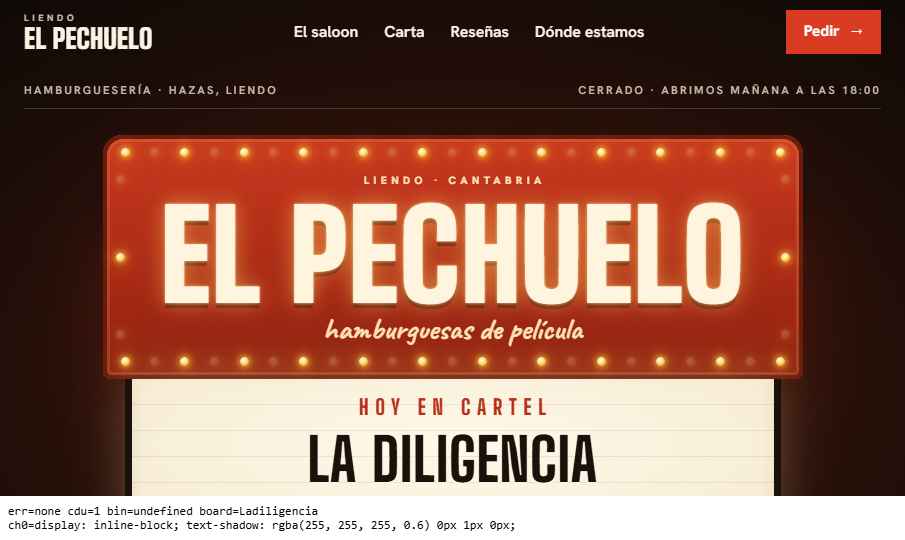 LIENDO
EL PECHUELO
El saloon Carta Reseñas Dónde estamos
Pedir →
HAMBURGUESERÍA · HAZAS, LIENDO
CERRADO · ABRIMOS MAÑANA A LAS 18:00
LIENDO · CANTABRIA
EL PECHUELO
hamburguesas de película
HOY EN CARTEL
LA DILIGENCIA
err=none cdu=1 bin=undefined board=Ladiligencia
ch0=display: inline-block; text-shadow: rgba(255, 255, 255, 0.6) 0px 1px 0px;